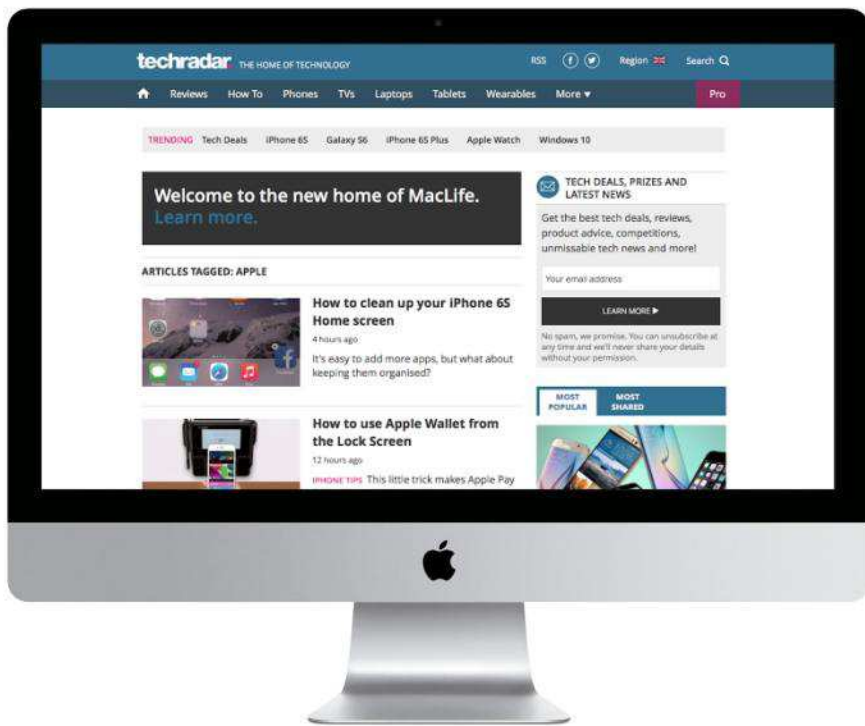 techradar. THE HOME OF TECHNOLOGY
RSS
Region
Search
Reviews How To Phones TVs Laptops Tablets Wearables More ▾ Pro
TRENDING Tech Deals iPhone 6S Galaxy S6 iPhone 6S Plus Apple Watch Windows 10
Welcome to the new home of MacLife.
Learn more.
ARTICLES TAGGED: APPLE
How to clean up your iPhone 6S
Home screen
4 hours ago
It's easy to add more apps, but what about
keeping them organised?
How to use Apple Wallet from
the Lock Screen
12 hours ago
IPHONE TIPS This little trick makes Apple Pay
TECH DEALS, PRIZES AND
LATEST NEWS
Get the best tech deals, reviews,
product advice, competitions,
unmissable tech news and more!
Your email address
LEARN MORE ▶
No spam, we promise. You can unsubscribe at
any time and we'll never share your details
without your permission.
MOST
POPULAR
MOST
SHARED